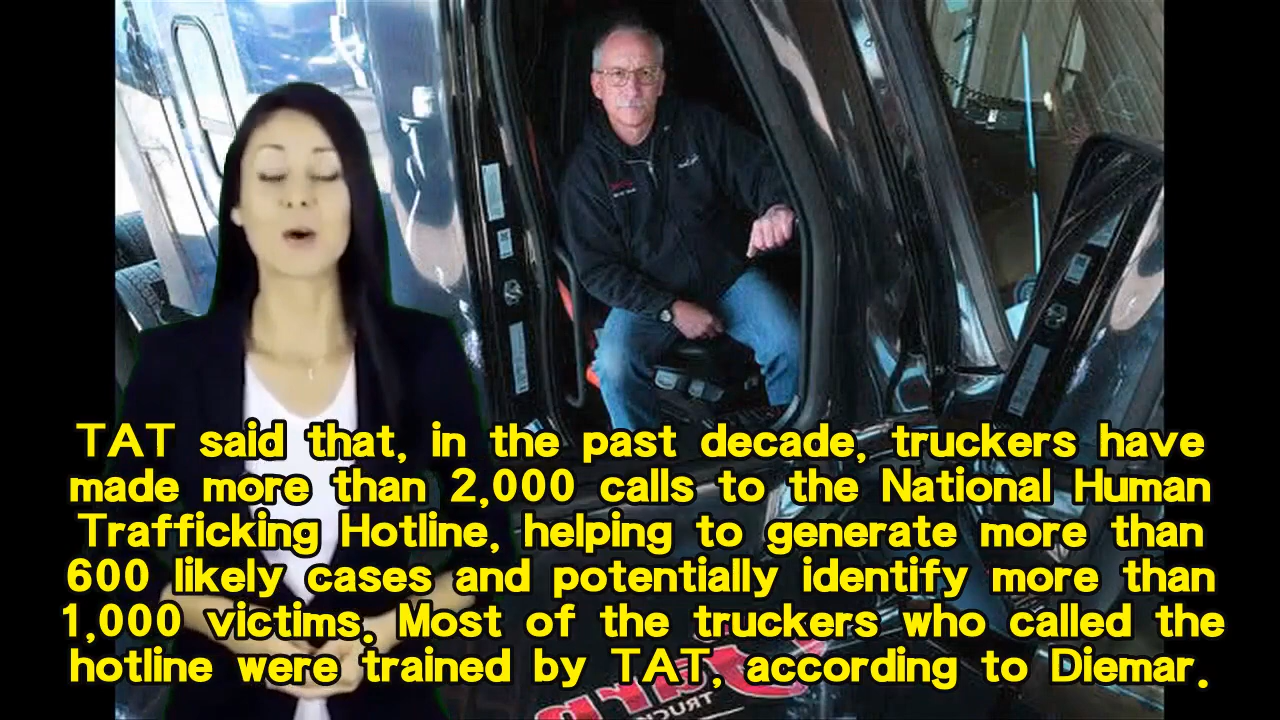 TAT said that, in the past decade, truckers have
made more than 2,000 calls to the National Human
Trafficking Hotline, helping to generate more than
600 likely cases and potentially identify more than
1,000 victims. Most of the truckers who called the
hotline were trained by TAT, according to Diemar.